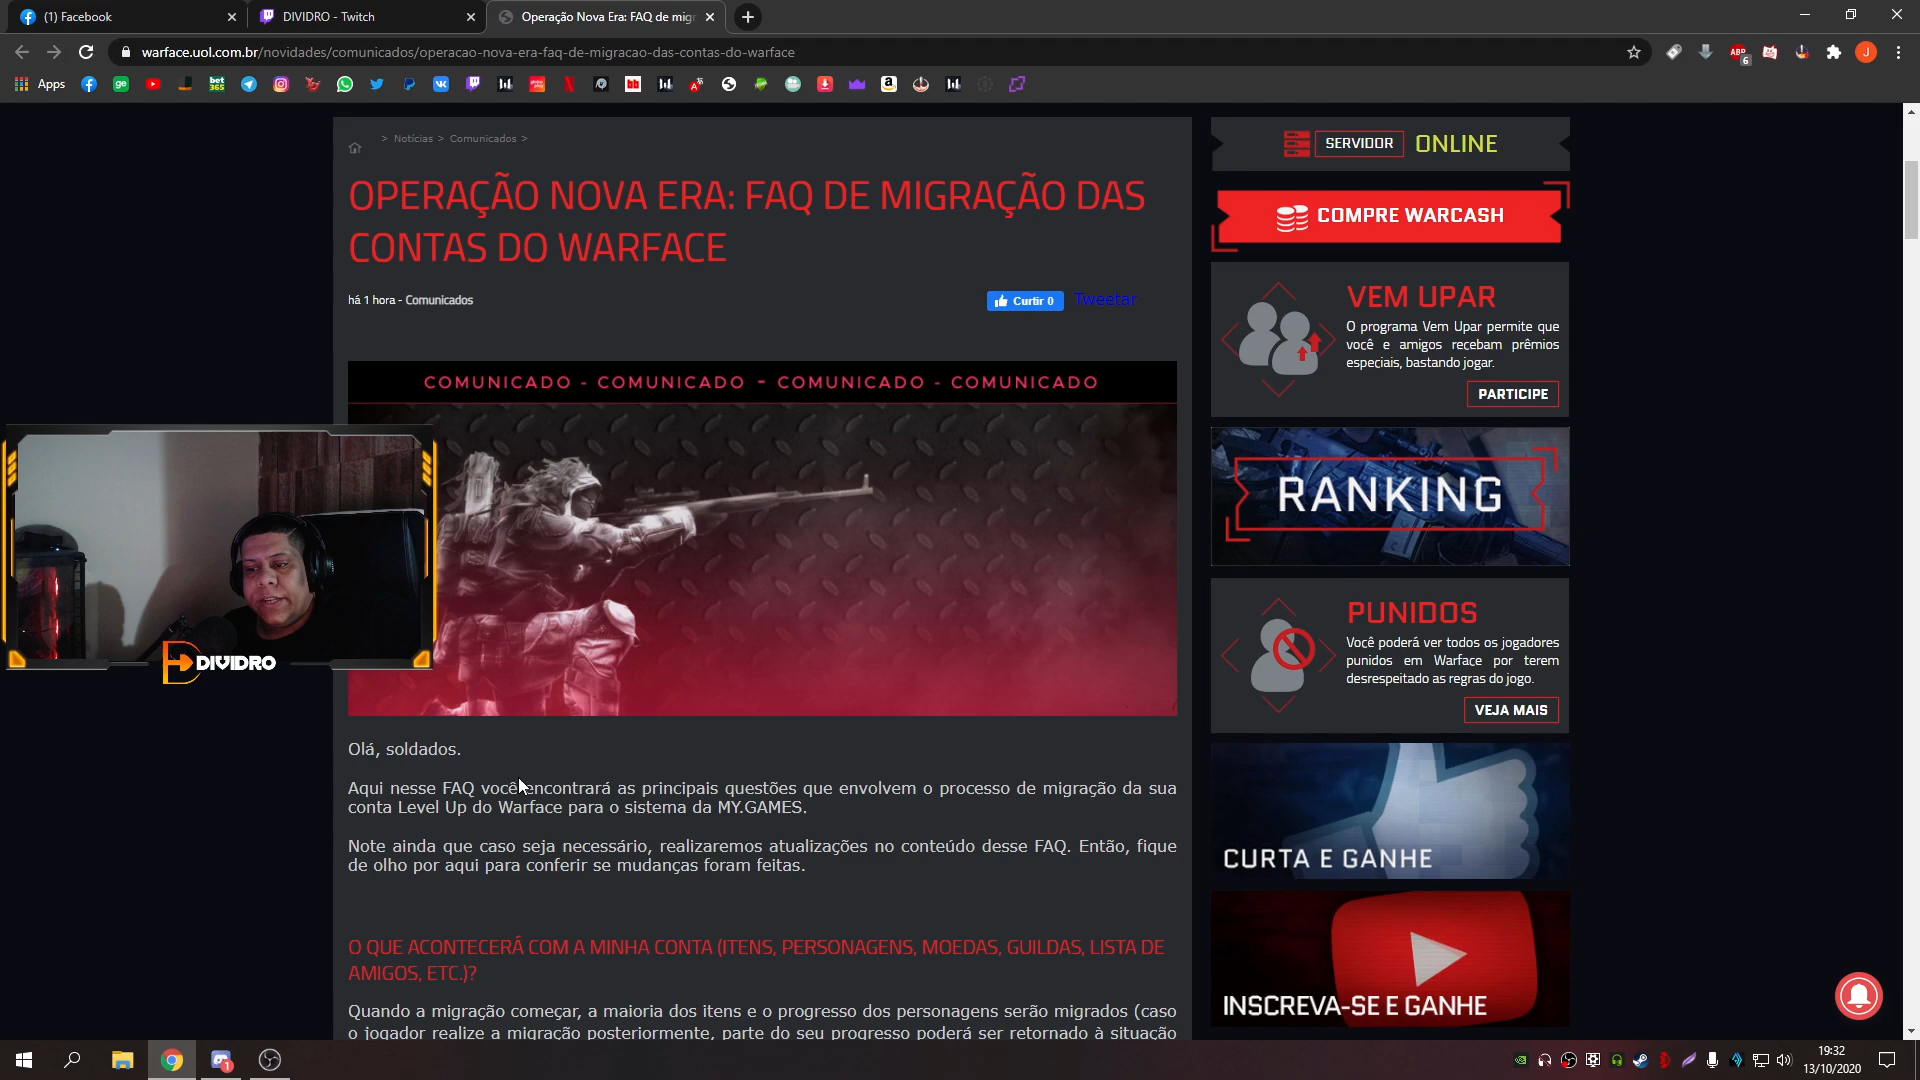 (1) Facebook
DIVIDRO - Twitch
Operação Nova Era: FAQ de migr
warface.uol.com.br/novidades/comunicados/operacao-nova-era-faq-de-migracao-das-contas-do-warface
ABP
6
J
Apps
ge
bet
365
bb
> Notícias > Comunicados >
OPERAÇÃO NOVA ERA: FAQ DE MIGRAÇÃO DAS
CONTAS DO WARFACE
há 1 hora - Comunicados
Curtir 0
Tweetar
COMUNICADO - COMUNICADO - COMUNICADO - COMUNICADO
DIVIDRO
Olá, soldados.
Aqui nesse FAQ você encontrará as principais questões que envolvem o processo de migração da sua
conta Level Up do Warface para o sistema da MY.GAMES.
Note ainda que caso seja necessário, realizaremos atualizações no conteúdo desse FAQ. Então, fique
de olho por aqui para conferir se mudanças foram feitas.
O QUE ACONTECERÁ COM A MINHA CONTA (ITENS, PERSONAGENS, MOEDAS, GUILDAS, LISTA DE
AMIGOS, ETC.)?
Quando a migração começar, a maioria dos itens e o progresso dos personagens serão migrados (caso
o jogador realize a migração posteriormente, parte do seu progresso poderá ser retornado à situação
SERVIDOR ONLINE
COMPRE WARCASH
VEM UPAR
O programa Vem Upar permite que
você e amigos recebam prêmios
especiais, bastando jogar.
PARTICIPE
RANKING
PUNIDOS
Você poderá ver todos os jogadores
punidos em Warface por terem
desrespeitado as regras do jogo.
VEJA MAIS
CURTA E GANHE
INSCREVA-SE E GANHE
1
19:32
13/10/2020